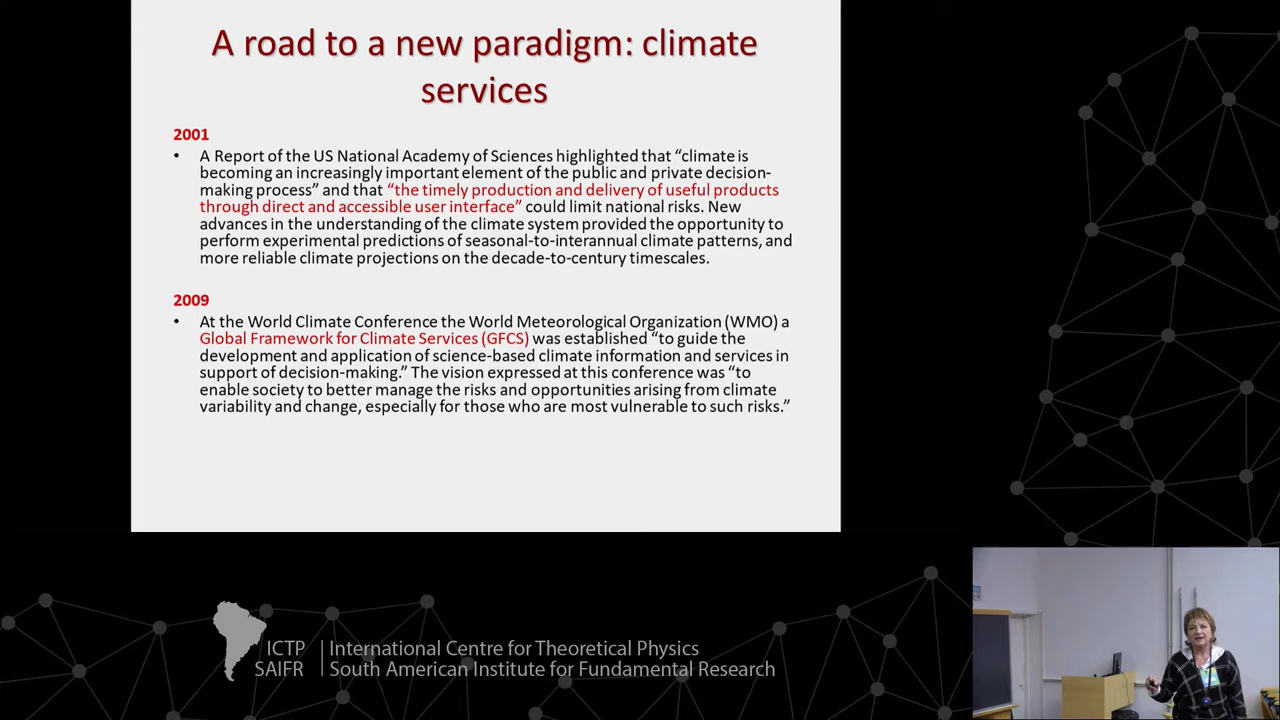 A road to a new paradigm: climate
services
2001
• A Report of the US National Academy of Sciences highlighted that “climate is
becoming an increasingly important element of the public and private decision-
making process” and that “the timely production and delivery of useful products
through direct and accessible user interface” could limit national risks. New
advances in the understanding of the climate system provided the opportunity to
perform experimental predictions of seasonal-to-interannual climate patterns, and
more reliable climate projections on the decade-to-century timescales.
2009
• At the World Climate Conference the World Meteorological Organization (WMO) a
Global Framework for Climate Services (GFCS) was established “to guide the
development and application of science-based climate information and services in
support of decision-making.” The vision expressed at this conference was “to
enable society to better manage the risks and opportunities arising from climate
variability and change, especially for those who are most vulnerable to such risks.”
ICTP | International Centre for Theoretical Physics
SAIFR | South American Institute for Fundamental Research